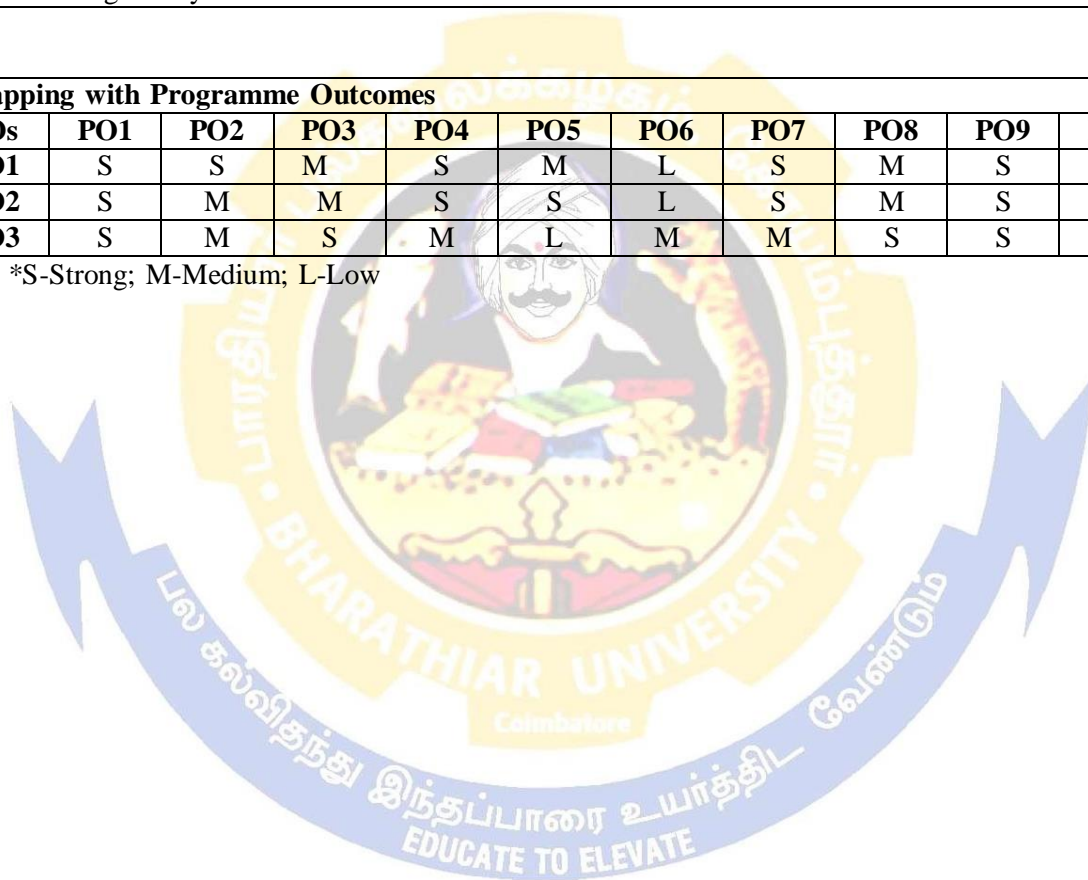 apping with Programme Outcomes
Os PO1 PO2 PO3 PO4 PO5 PO6 PO7 PO8 PO9
O1 S S M S M L S M S
O2 S M M S S L S M S
O3 S M S M L M M S S
*S-Strong; M-Medium; L-Low
BHARATHIAR UNIVERSITY
Coimbatore
பல கல்விதந்து இந்தப்பாரை உயர்த்திட வேண்டும்
EDUCATE TO ELEVATE